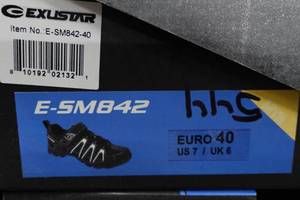 EXUSTAR
Item No.:E-SM842-40
8 10192 02132 1
E-SM842
EURO 40
US 7 / UK 6